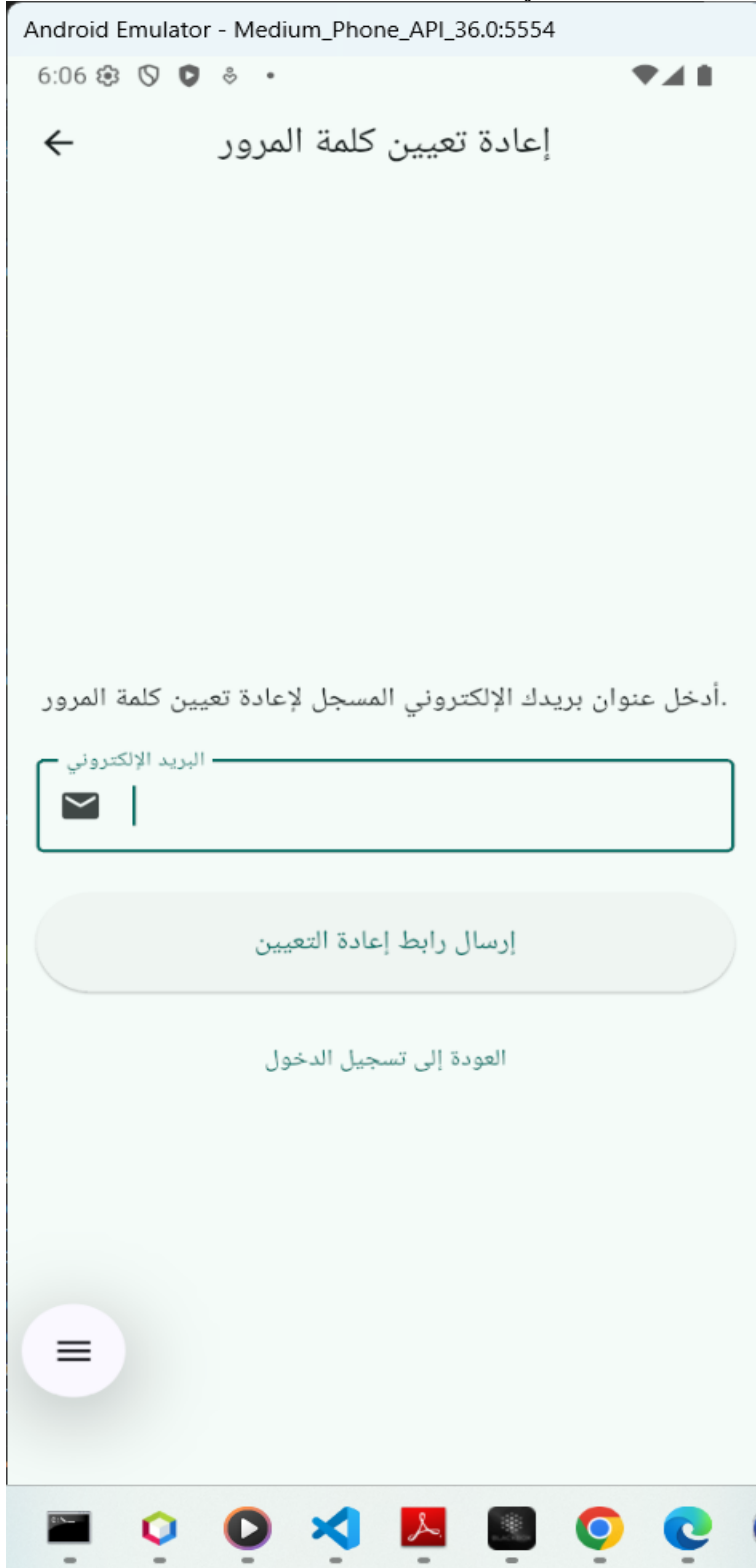 Android Emulator - Medium_Phone_API_36.0:5554
6:06
إعادة تعيين كلمة المرور
أدخل عنوان بريدك الإلكتروني المسجل لإعادة تعيين كلمة المرور.
البريد الإلكتروني
إرسال رابط إعادة التعيين
العودة إلى تسجيل الدخول